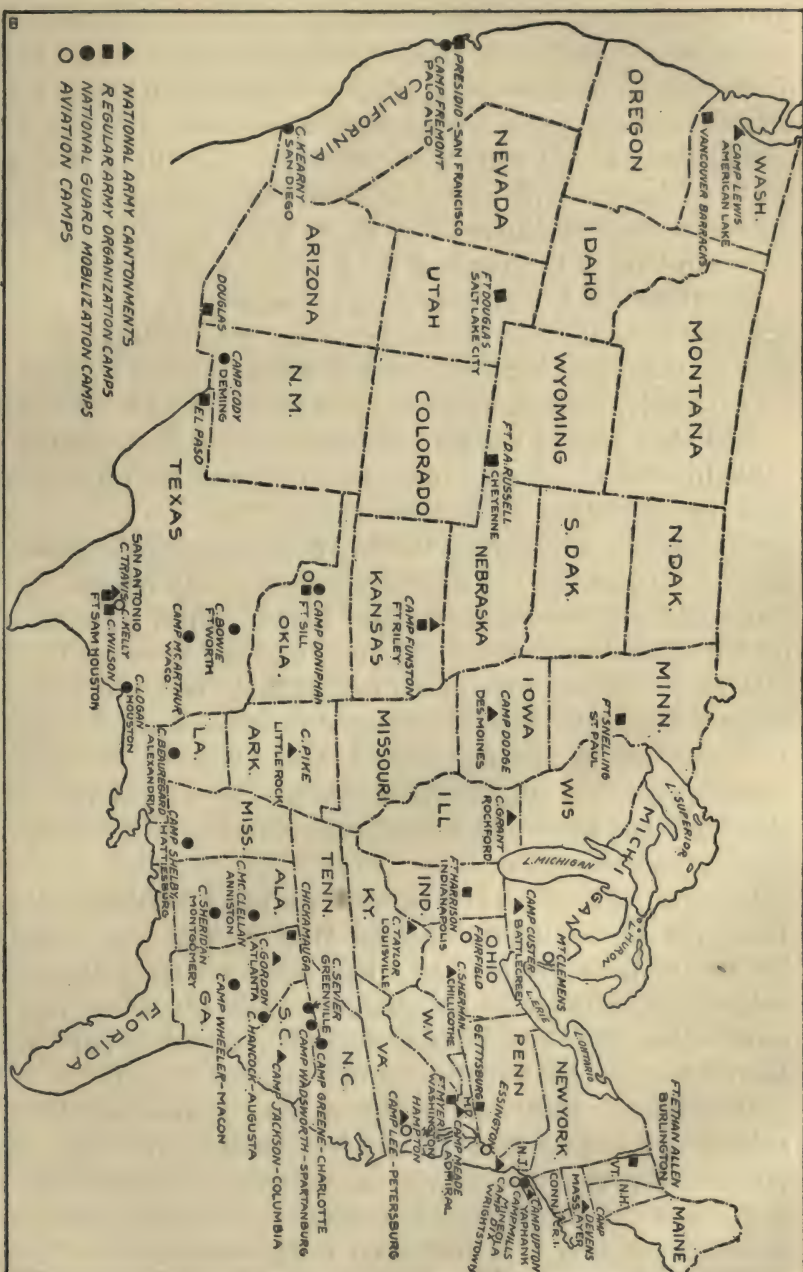 WASH.
CAMP LEWIS
AMERICAN LAKE
VANCOUVER BARRACKS
OREGON
IDAHO
MONTANA
N. DAK.
S. DAK.
WYOMING
NEVADA
UTAH
FT DOUGLAS
SALT LAKE CITY
CALIFORNIA
PRESIDIO - SAN FRANCISCO
CAMP FREMONT
PALO ALTO
C. KEARNY
SAN DIEGO
ARIZONA
DOUGLAS
COLORADO
FT. D.A. RUSSELL
CHEYENNE
NEBRASKA
KANSAS
CAMP FUNSTON
FT RILEY
N. M.
CAMP CODY
DEMING
EL PASO
TEXAS
OKLA.
CAMP DONIPHAN
FT SILL
C. BOWIE
FT WORTH
CAMP MCARTHUR
WACO.
SAN ANTONIO
C. TRAVIS
C. KELLY
C. WILSON
FT SAM HOUSTON
C. LOGAN
HOUSTON
MINN.
FT. SNELLING
ST. PAUL
IOWA
CAMP DODGE
DES MOINES
MISSOURI
ARK.
C. PIKE
LITTLE ROCK
LA.
C. BEAUREGARD
ALEXANDRIA
WIS
L. SUPERIOR
MICHIGAN
L. MICHIGAN
L. HURON
MT. CLEMENS
CAMP CUSTER
BATTLECREEK
ILL.
C. GRANT
ROCKFORD
IND.
FT HARRISON
INDIANAPOLIS
OHIO
FAIRFIELD
C. SHERMAN
CHILLICOTHE
L. ERIE
L. ONTARIO
KY.
C. TAYLOR
LOUISVILLE
TENN.
CHICKAMAUGA
MISS.
CAMP SHELBY
HATTIESBURG
ALA.
C. MC CLELLAN
ANNISTON
C. SHERIDAN
MONTGOMERY
GA.
C. GORDON
ATLANTA
CAMP WHEELER - MACON
C. HANCOCK - AUGUSTA
FLORIDA
S. C.
CAMP JACKSON - COLUMBIA
C. SEVIER
GREENVILLE
CAMP WADSWORTH - SPARTANBURG
CAMP GREENE - CHARLOTTE
N. C.
VA.
CAMP LEE - PETERSBURG
HAMPTON
W. V
FT. MYER
WASHINGTON
CAMP MEADE
ADMIRAL
GETTYSBURG
PENN
ESSINGTON
N. J.
WRIGHTSTOWN
NEW YORK
CAMP UPTON
YAPHANK
CAMP MILLS
MINEOLA
CONN.
R. I.
MASS.
CAMP DEVENS
AYER
VT.
N. H.
MAINE
FT. ETHAN ALLEN
BURLINGTON
▲ NATIONAL ARMY CANTONMENTS
■ REGULAR ARMY ORGANIZATION CAMPS
● NATIONAL GUARD MOBILIZATION CAMPS
○ AVIATION CAMPS